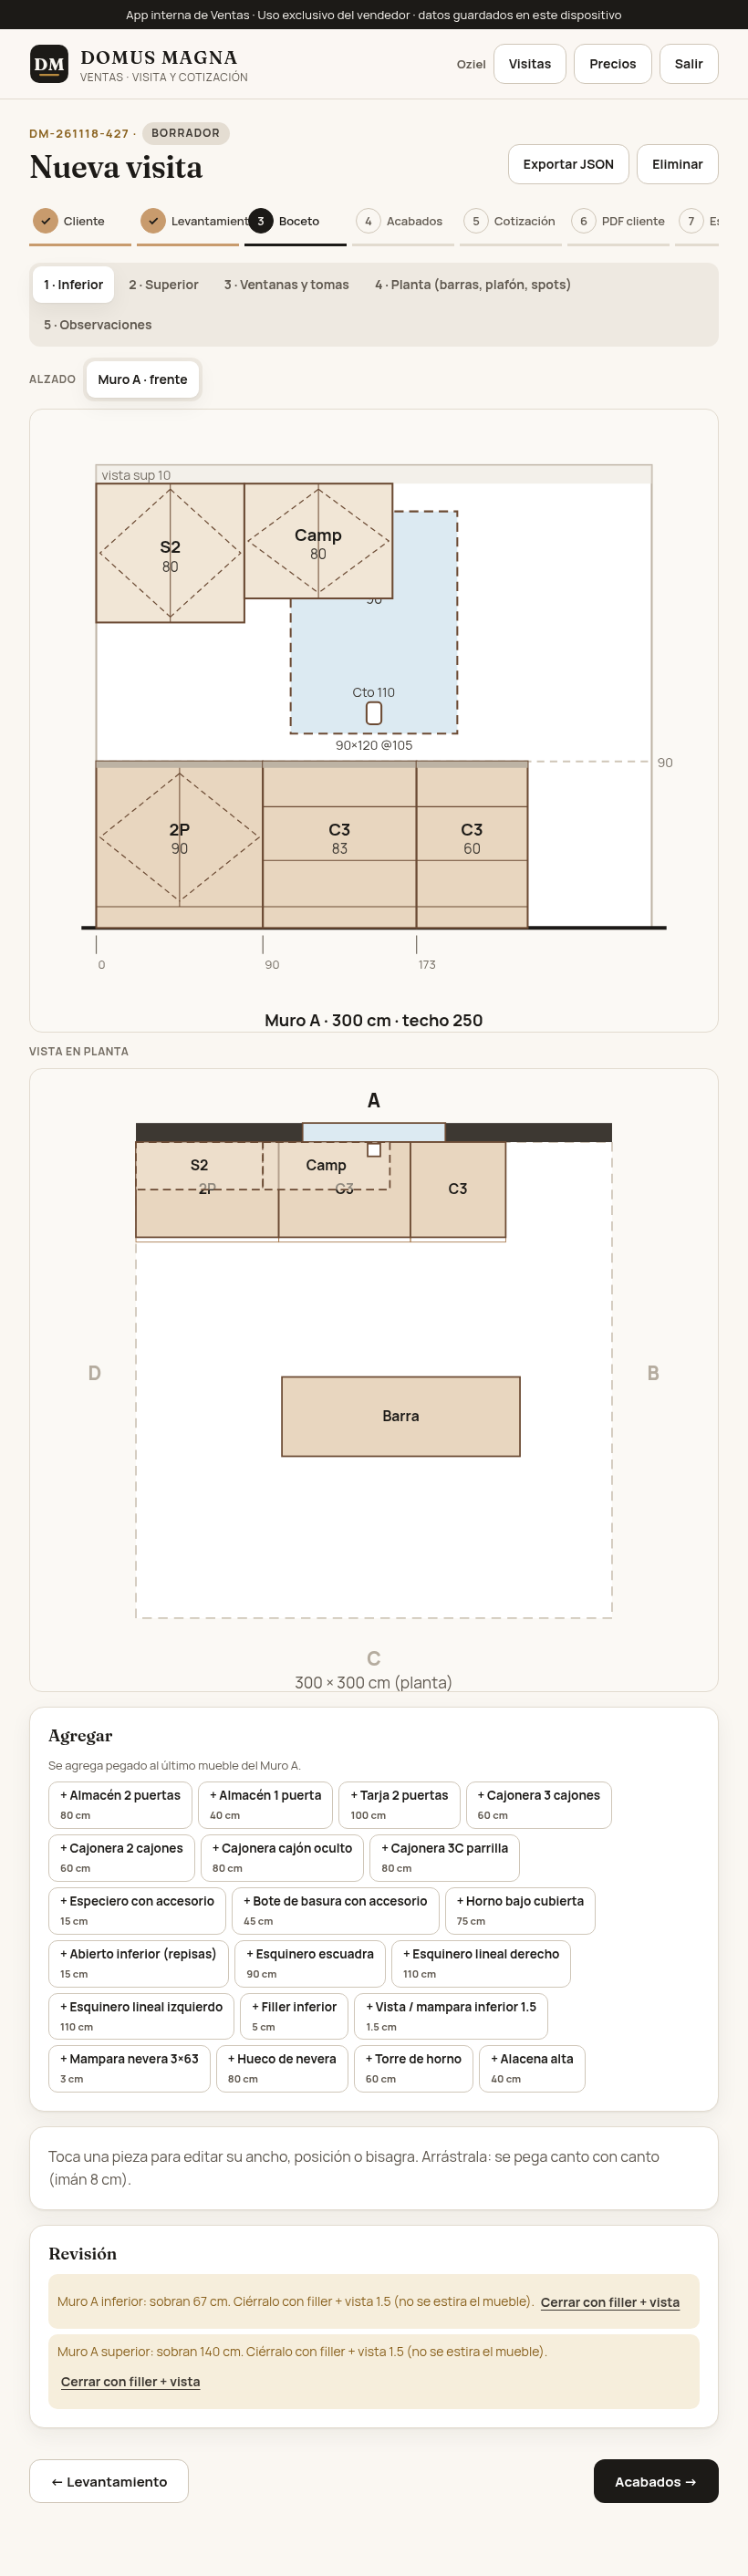 App interna de Ventas · Uso exclusivo del vendedor · datos guardados en este dispositivo
DM
DOMUS MAGNA
VENTAS · VISITA Y COTIZACIÓN
Oziel
Visitas
Precios
Salir
DM-261118-427 ·
BORRADOR
Nueva visita
Exportar JSON
Eliminar
Cliente
Levantamient
3
Boceto
4
Acabados
5
Cotización
6
PDF cliente
7
1 · Inferior
2 · Superior
3 · Ventanas y tomas
4 · Planta (barras, plafón, spots)
5 · Observaciones
ALZADO
Muro A · frente
vista sup 10
S2
80
Camp
80
Cto 110
90×120 @105
90
2P
90
C3
83
C3
60
0
90
173
Muro A · 300 cm · techo 250
VISTA EN PLANTA
A
S2
Camp
2P
C3
C3
D
B
Barra
C
300 × 300 cm (planta)
Agregar
Se agrega pegado al último mueble del Muro A.
+ Almacén 2 puertas
80 cm
+ Almacén 1 puerta
40 cm
+ Tarja 2 puertas
100 cm
+ Cajonera 3 cajones
60 cm
+ Cajonera 2 cajones
60 cm
+ Cajonera cajón oculto
80 cm
+ Cajonera 3C parrilla
80 cm
+ Especiero con accesorio
15 cm
+ Bote de basura con accesorio
45 cm
+ Horno bajo cubierta
75 cm
+ Abierto inferior (repisas)
15 cm
+ Esquinero escuadra
90 cm
+ Esquinero lineal derecho
110 cm
+ Esquinero lineal izquierdo
110 cm
+ Filler inferior
5 cm
+ Vista / mampara inferior 1.5
1.5 cm
+ Mampara nevera 3×63
3 cm
+ Hueco de nevera
80 cm
+ Torre de horno
60 cm
+ Alacena alta
40 cm
Toca una pieza para editar su ancho, posición o bisagra. Arrástrala: se pega canto con canto
(imán 8 cm).
Revisión
Muro A inferior: sobran 67 cm. Ciérralo con filler + vista 1.5 (no se estira el mueble).
Cerrar con filler + vista
Muro A superior: sobran 140 cm. Ciérralo con filler + vista 1.5 (no se estira el mueble).
Cerrar con filler + vista
← Levantamiento
Acabados →